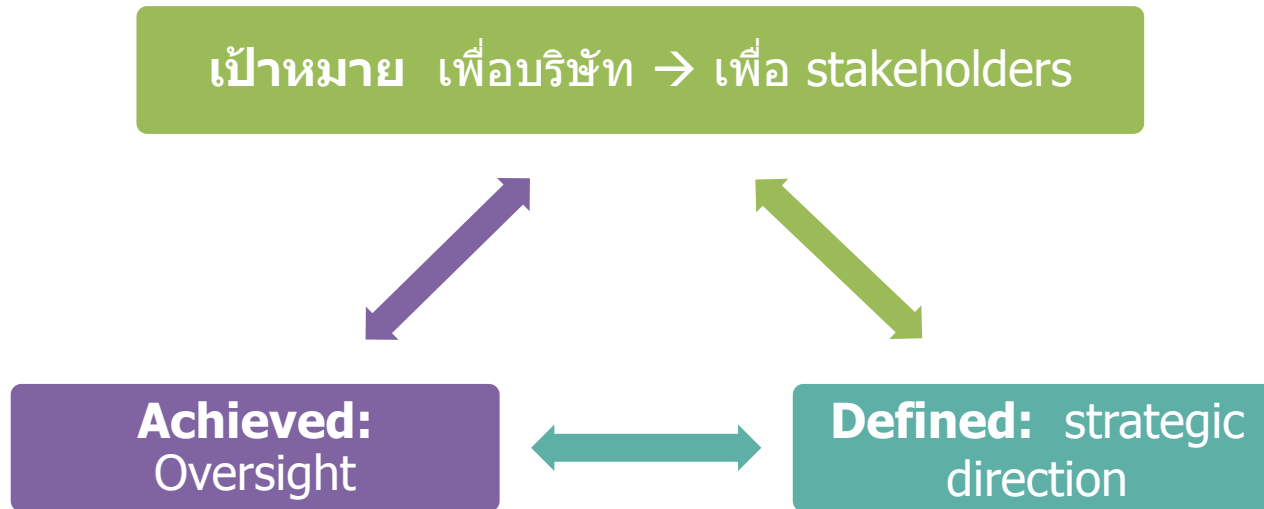 เป้าหมาย เพื่อบริษัท → เพื่อ stakeholders
Achieved:
Oversight
Defined: strategic
direction